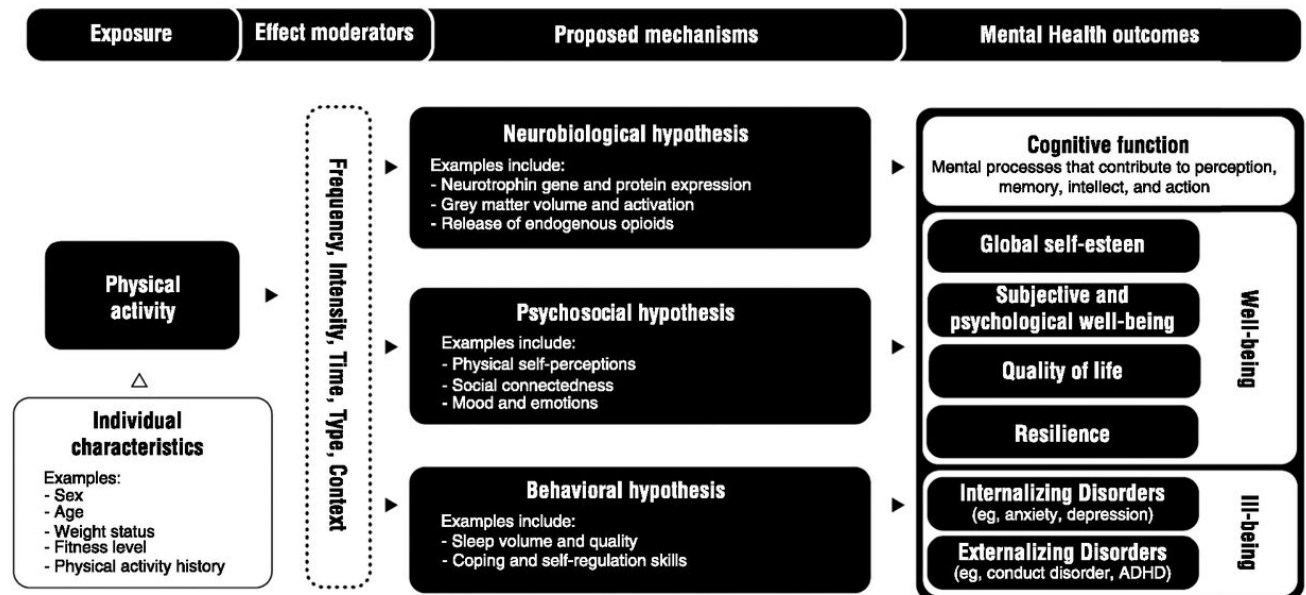 Exposure
Effect moderators
Proposed mechanisms
Mental Health outcomes
Physical
activity
Individual
characteristics
Examples:
- Sex
- Age
- Weight status
- Fitness level
- Physical activity history
Frequency, Intensity, Time, Type, Context
Neurobiological hypothesis
Examples include:
- Neurotrophin gene and protein expression
- Grey matter volume and activation
- Release of endogenous opioids
Psychosocial hypothesis
Examples include:
- Physical self-perceptions
- Social connectedness
- Mood and emotions
Behavioral hypothesis
Examples include:
- Sleep volume and quality
- Coping and self-regulation skills
Cognitive function
Mental processes that contribute to perception,
memory, intellect, and action
Global self-esteen
Subjective and
psychological well-being
Quality of life
Resilience
Well-being
Internalizing Disorders
(eg, anxiety, depression)
Externalizing Disorders
(eg, conduct disorder, ADHD)
Ill-being